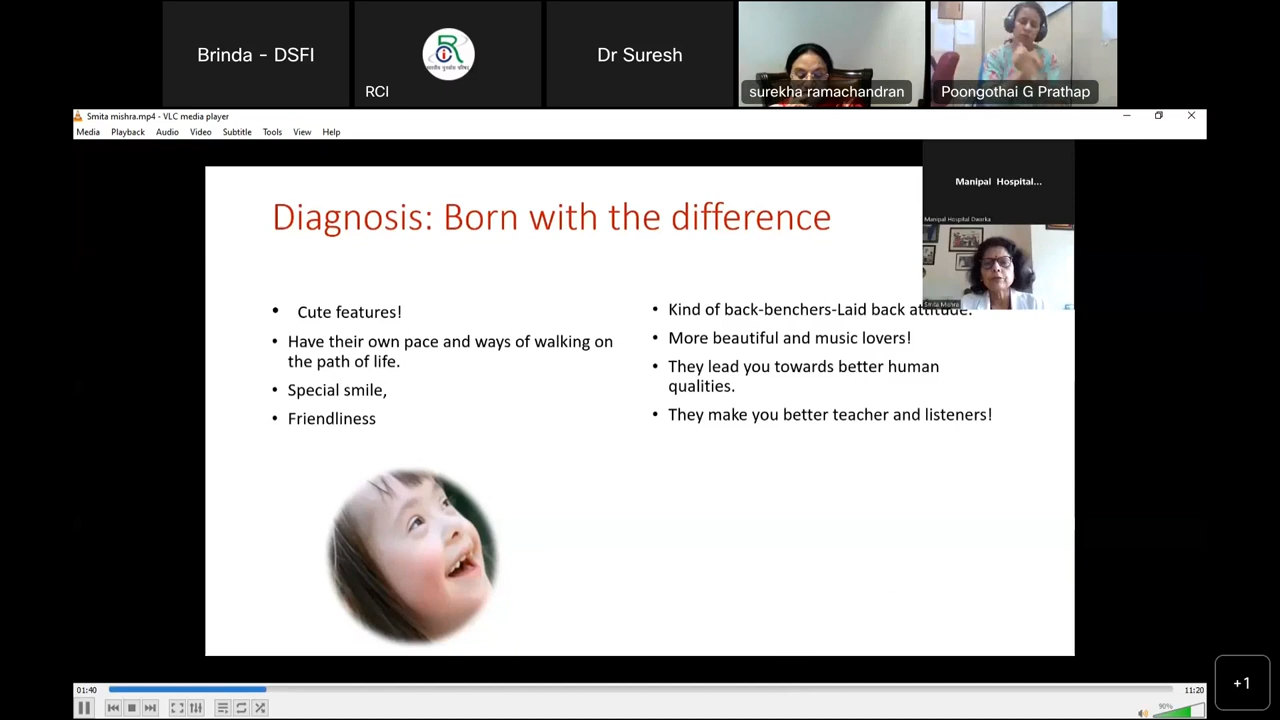 Brinda - DSFI
RCI
Dr Suresh
surekha ramachandran
Poongothai G Prathap
Smita mishra.mp4 - VLC media player
Media Playback Audio Video Subtitle Tools View Help
Manipal Hospital...
Manipal Hospital Dwarka
Smita Mishra
Diagnosis: Born with the difference
• Cute features!
• Have their own pace and ways of walking on
the path of life.
• Special smile,
• Friendliness
• Kind of back-benchers-Laid back attitude.
• More beautiful and music lovers!
• They lead you towards better human
qualities.
• They make you better teacher and listeners!
01:40
11:20
90%
+1